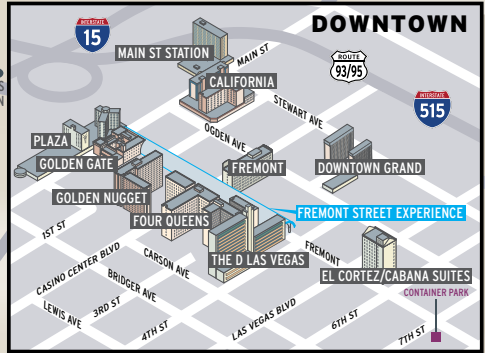 DOWNTOWN
INTERSTATE
15
MAIN ST STATION
MAIN ST
ROUTE
93/95
CALIFORNIA
INTERSTATE
515
STEWART AVE
OGDEN AVE
PLAZA
GOLDEN GATE
FREMONT
DOWNTOWN GRAND
GOLDEN NUGGET
FOUR QUEENS
FREMONT STREET EXPERIENCE
1ST ST
THE D LAS VEGAS
FREMONT
EL CORTEZ/CABANA SUITES
CONTAINER PARK
CASINO CENTER BLVD
CARSON AVE
BRIDGER AVE
LEWIS AVE
3RD ST
4TH ST
LAS VEGAS BLVD
6TH ST
7TH ST